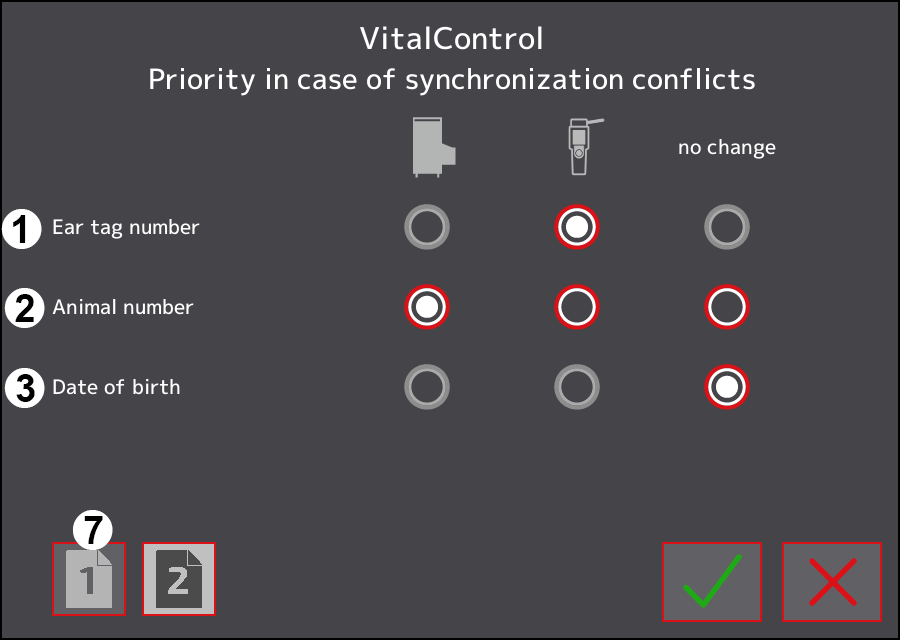 VitalControl
Priority in case of synchronization conflicts
no change
1 Ear tag number
2 Animal number
3 Date of birth
7
1 2